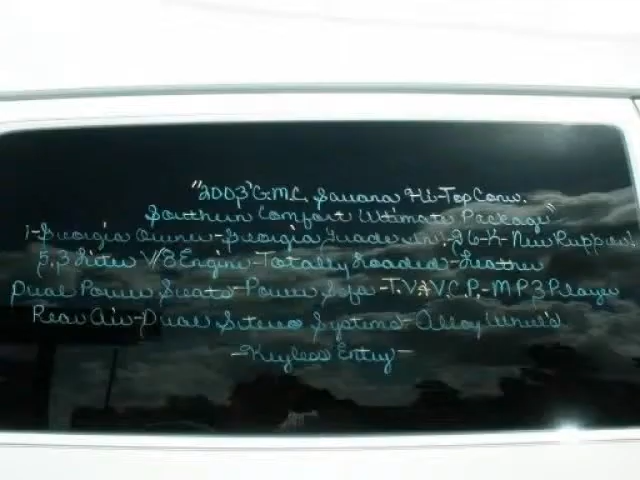 "2003 G.M.C. Savana Hi-Top Conv.
Southern Comfort Ultimate Package"
1-Georgia Owner-Georgia Trade in! 26-K-New Rubber!
5.3 Liter V/8 Engine-Totally Loaded-Leather
Dual Power Seats-Power Sofa-T.V.&V.C.P.-MP3 Player
Rear Air-Dual Stereo Systems-Alloy Wheels
-Keyless Entry-